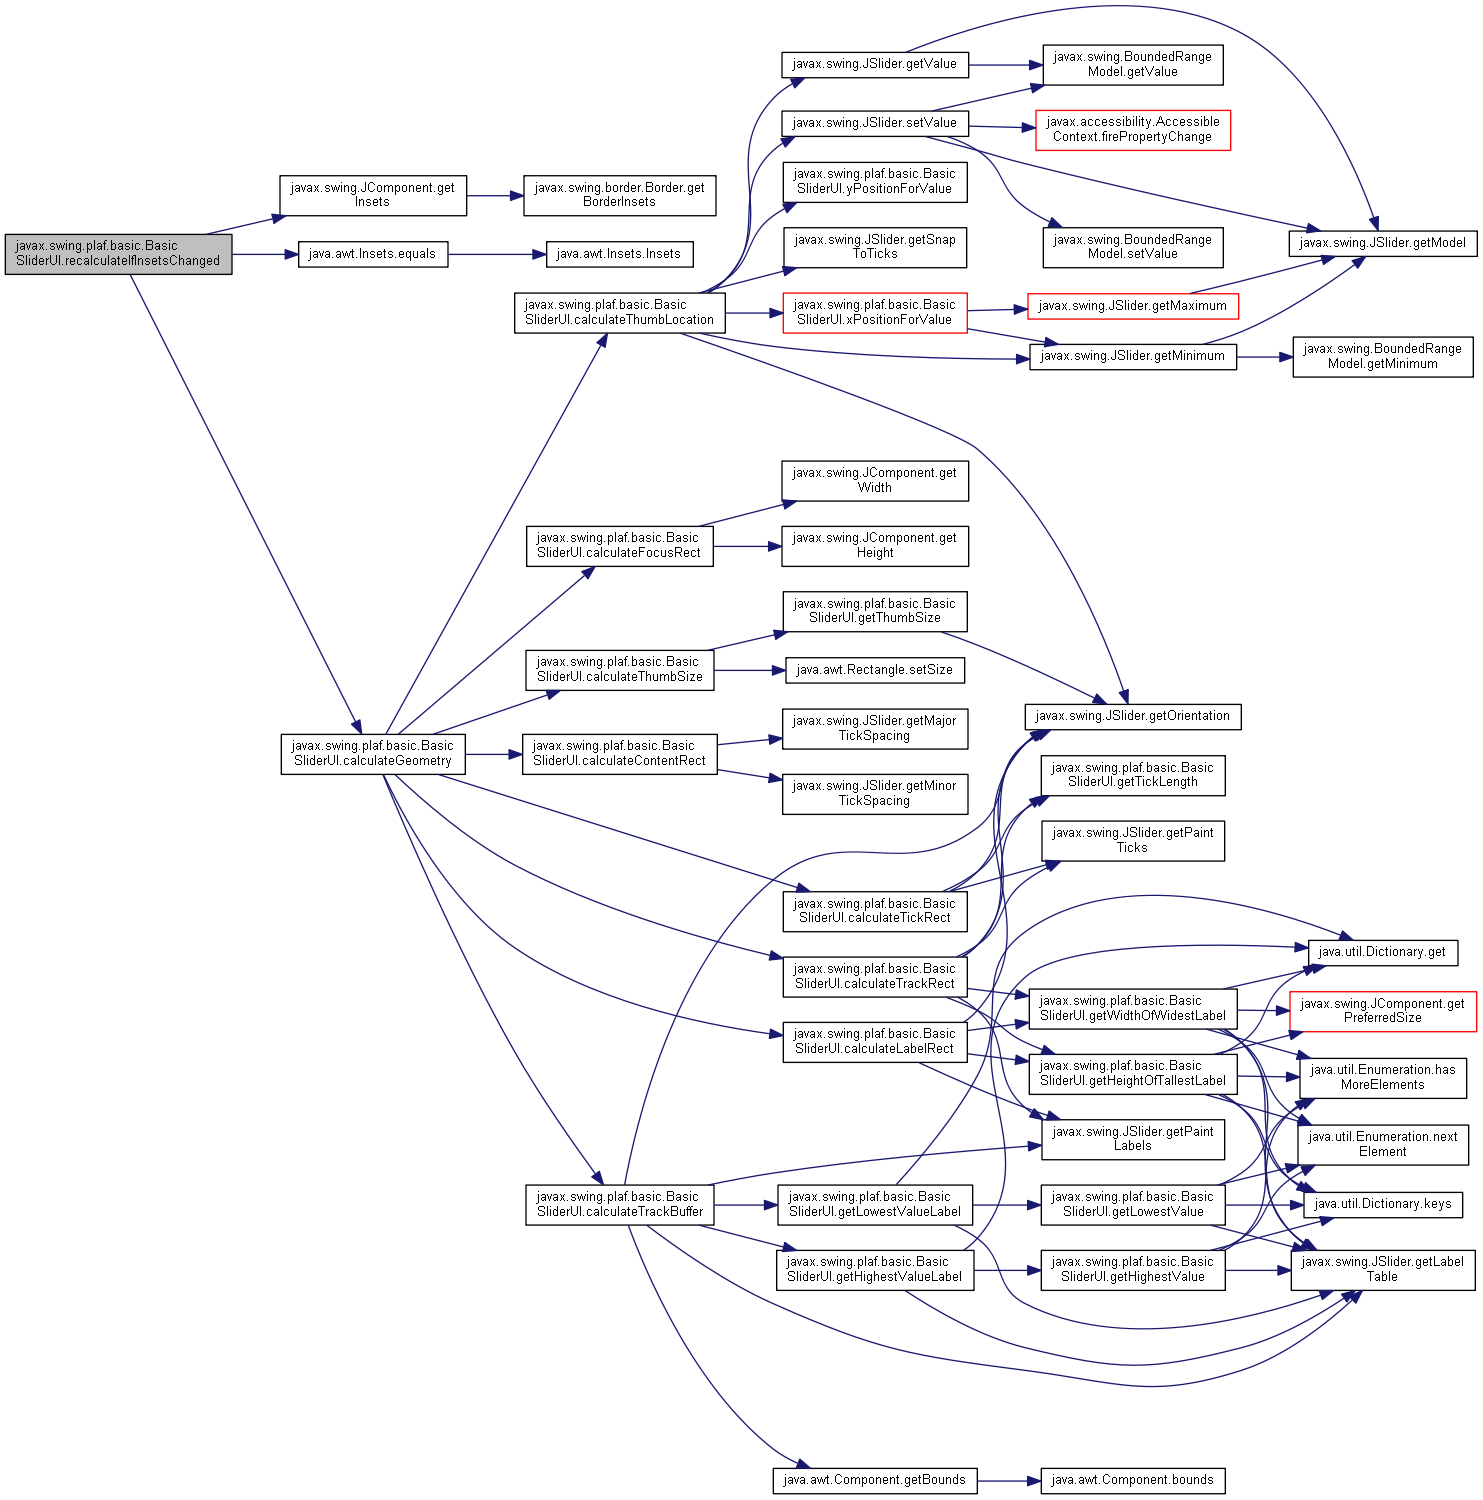 javax.swing.plaf.basic.Basic
SliderUI.recalculateIfInsetsChanged
javax.swing.JComponent.get
Insets
javax.swing.border.Border.get
BorderInsets
java.awt.Insets.equals
java.awt.Insets.Insets
javax.swing.plaf.basic.Basic
SliderUI.calculateGeometry
javax.swing.plaf.basic.Basic
SliderUI.calculateThumbLocation
javax.swing.JSlider.getValue
javax.swing.BoundedRange
Model.getValue
javax.swing.JSlider.setValue
javax.accessibility.Accessible
Context.firePropertyChange
javax.swing.plaf.basic.Basic
SliderUI.yPositionForValue
javax.swing.JSlider.getSnap
ToTicks
javax.swing.BoundedRange
Model.setValue
javax.swing.JSlider.getModel
javax.swing.plaf.basic.Basic
SliderUI.xPositionForValue
javax.swing.JSlider.getMaximum
javax.swing.JSlider.getMinimum
javax.swing.BoundedRange
Model.getMinimum
javax.swing.plaf.basic.Basic
SliderUI.calculateFocusRect
javax.swing.JComponent.get
Width
javax.swing.JComponent.get
Height
javax.swing.plaf.basic.Basic
SliderUI.calculateThumbSize
javax.swing.plaf.basic.Basic
SliderUI.getThumbSize
java.awt.Rectangle.setSize
javax.swing.JSlider.getOrientation
javax.swing.plaf.basic.Basic
SliderUI.calculateContentRect
javax.swing.JSlider.getMajor
TickSpacing
javax.swing.JSlider.getMinor
TickSpacing
javax.swing.plaf.basic.Basic
SliderUI.getTickLength
javax.swing.JSlider.getPaint
Ticks
javax.swing.plaf.basic.Basic
SliderUI.calculateTickRect
javax.swing.plaf.basic.Basic
SliderUI.calculateTrackRect
javax.swing.plaf.basic.Basic
SliderUI.calculateLabelRect
javax.swing.plaf.basic.Basic
SliderUI.getWidthOfWidestLabel
javax.swing.plaf.basic.Basic
SliderUI.getHeightOfTallestLabel
javax.swing.JSlider.getPaint
Labels
java.util.Dictionary.get
javax.swing.JComponent.get
PreferredSize
java.util.Enumeration.has
MoreElements
java.util.Enumeration.next
Element
java.util.Dictionary.keys
javax.swing.JSlider.getLabel
Table
javax.swing.plaf.basic.Basic
SliderUI.calculateTrackBuffer
javax.swing.plaf.basic.Basic
SliderUI.getLowestValueLabel
javax.swing.plaf.basic.Basic
SliderUI.getLowestValue
javax.swing.plaf.basic.Basic
SliderUI.getHighestValueLabel
javax.swing.plaf.basic.Basic
SliderUI.getHighestValue
java.awt.Component.getBounds
java.awt.Component.bounds